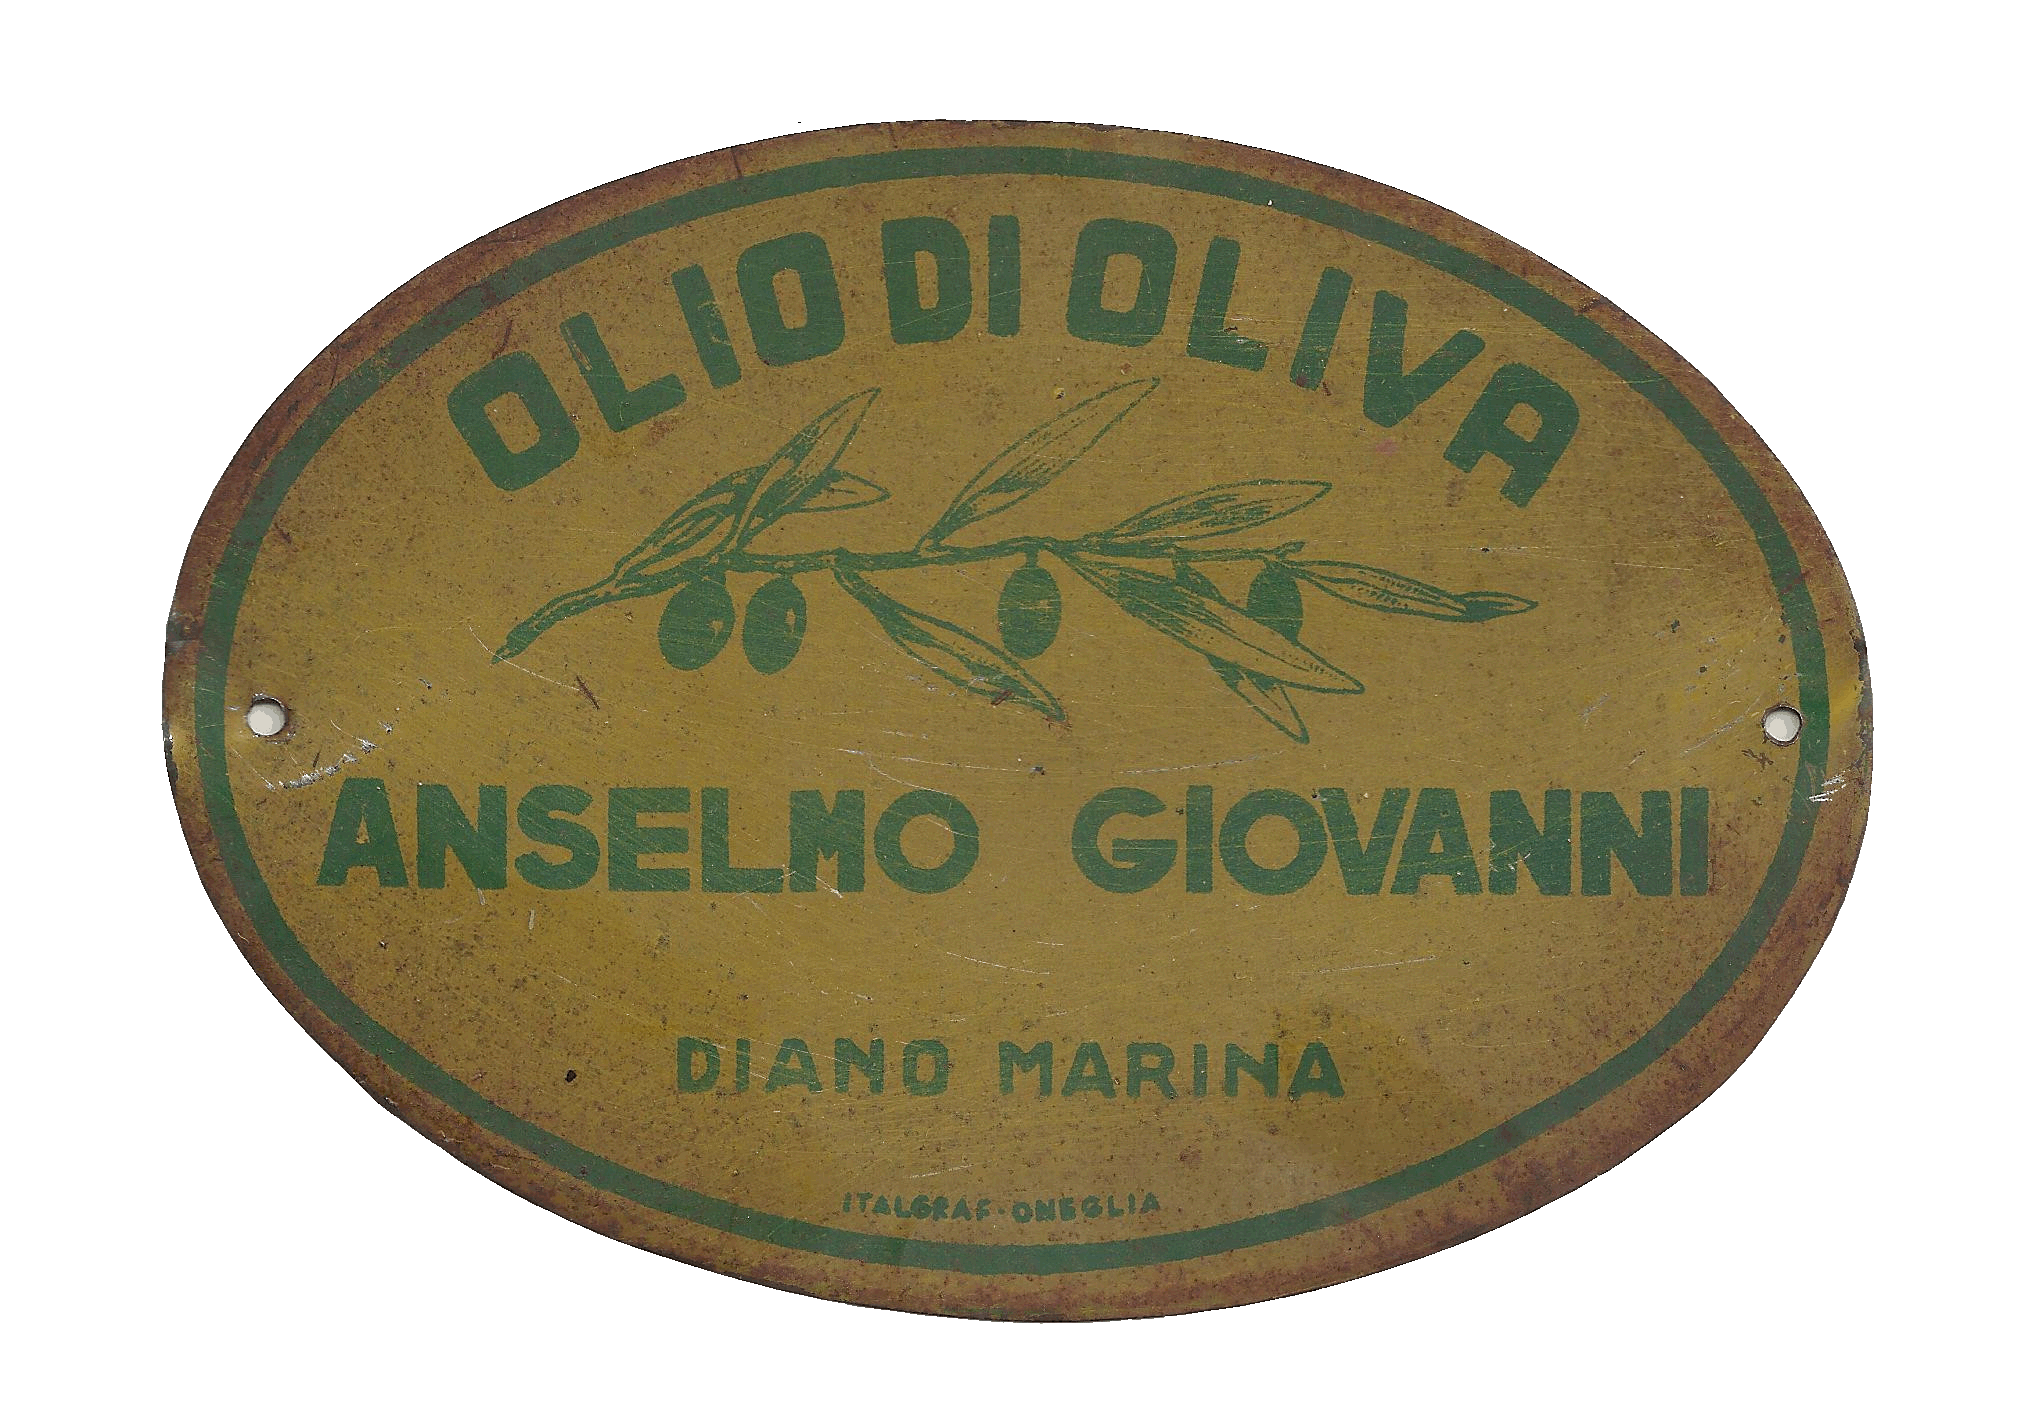 OLIO DI OLIVA
ANSELMO GIOVANNI
DIANO MARINA
ITALGRAF-ONEGLIA